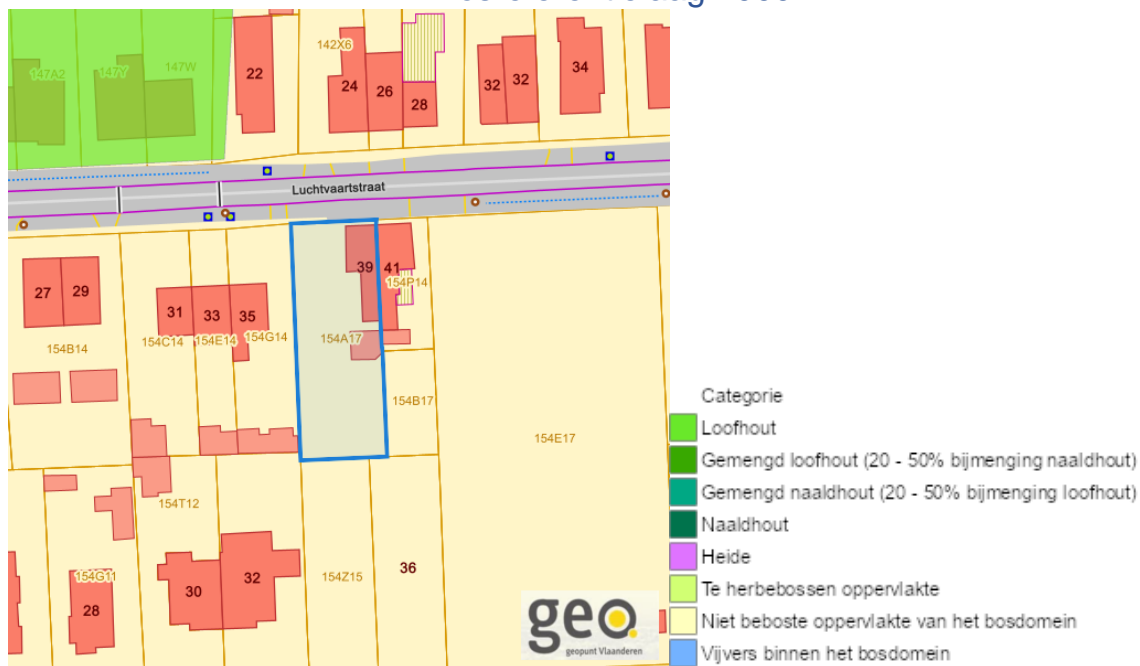 147A2
147Y
147W
22
142X6
24
26
28
32
32
34
Luchtvaartstraat
27
29
154B14
31
33
35
154C14
154E14
154G14
39
41
154P14
154A17
154B17
154E17
154T12
154G11
28
30
32
154Z15
36
geo
geopunt Vlaanderen
Categorie
Loofhout
Gemengd loofhout (20 - 50% bijmenging naaldhout)
Gemengd naaldhout (20 - 50% bijmenging loofhout)
Naaldhout
Heide
Te herbebossen oppervlakte
Niet beboste oppervlakte van het bosdomein
Vijvers binnen het bosdomein